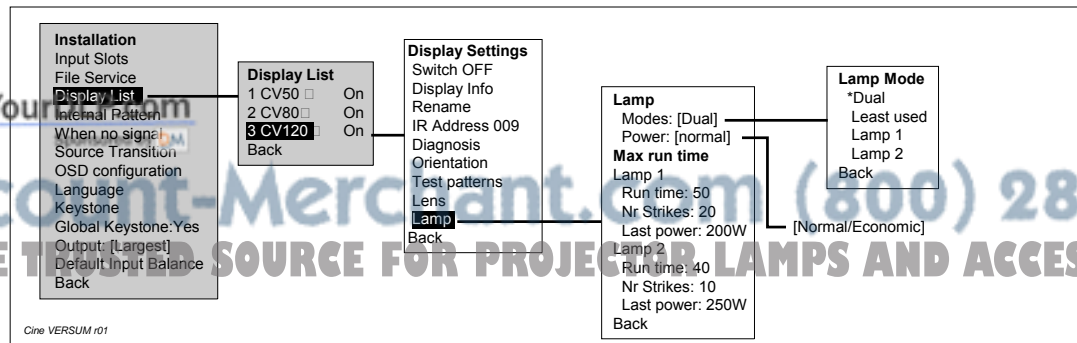 Installation
Input Slots
File Service
Display List
Internal Pattern
When no signal
Source Transition
OSD configuration
Language
Keystone
Global Keystone:Yes
Output: [Largest]
Default Input Balance
Back
Display List
1 CV50 On
2 CV80 On
3 CV120 On
Back
Display Settings
Switch OFF
Display Info
Rename
IR Address 009
Diagnosis
Orientation
Test patterns
Lens
Lamp
Back
Lamp
Modes: [Dual]
Power: [normal]
Max run time
Lamp 1
Run time: 50
Nr Strikes: 20
Last power: 200W
Lamp 2
Run time: 40
Nr Strikes: 10
Last power: 250W
Back
Lamp Mode
*Dual
Least used
Lamp 1
Lamp 2
Back
[Normal/Economic]
Cine VERSUM r01
ount-Merchant.com (800) 28
SOURCE FOR PROJECTOR LAMPS AND ACCES